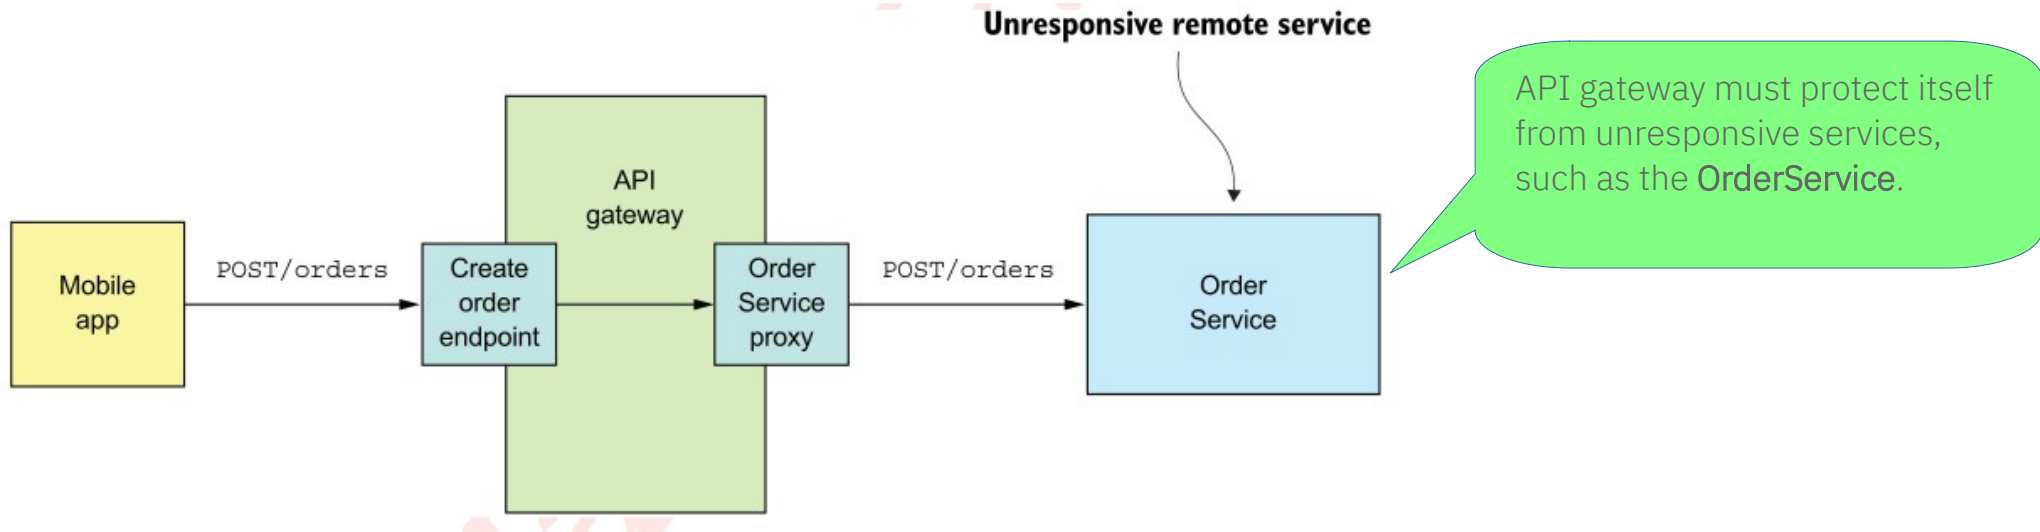 Unresponsive remote service
API gateway must protect itself
from unresponsive services,
such as the OrderService.
API
gateway
Mobile
app
POST/orders
Create
order
endpoint
Order
Service
proxy
POST/orders
Order
Service